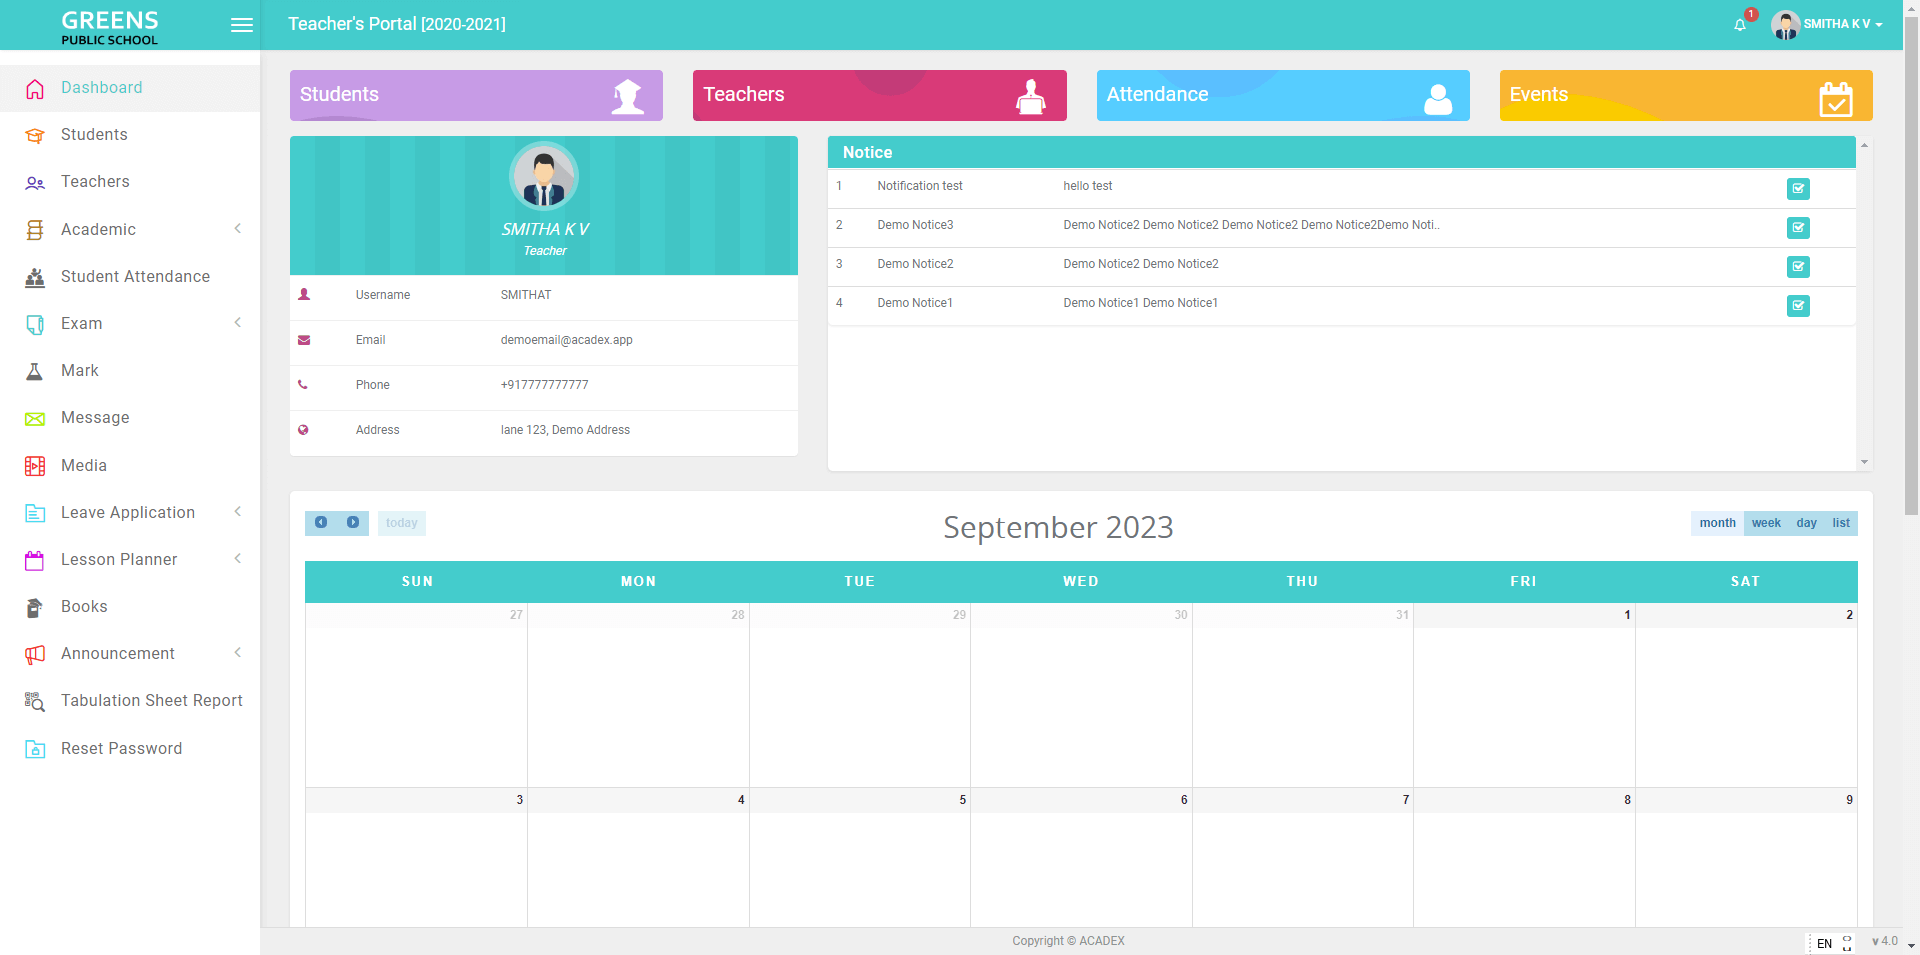 GREENS
PUBLIC SCHOOL
Teacher's Portal [2020-2021]
1
SMITHA K V
Dashboard
Students
Teachers
Academic
Student Attendance
Exam
Mark
Message
Media
Leave Application
Lesson Planner
Books
Announcement
Tabulation Sheet Report
Reset Password
Students
Teachers
Attendance
Events
SMITHA K V
Teacher
Username SMITHAT
Email demoemail@acadex.app
Phone +917777777777
Address lane 123, Demo Address
Notice
1 Notification test hello test
2 Demo Notice3 Demo Notice2 Demo Notice2 Demo Notice2 Demo Notice2Demo Noti..
3 Demo Notice2 Demo Notice2 Demo Notice2
4 Demo Notice1 Demo Notice1 Demo Notice1
today
September 2023
month week day list
SUN MON TUE WED THU FRI SAT
27 28 29 30 31 1 2
3 4 5 6 7 8 9
Copyright © ACADEX
EN
v 4.0